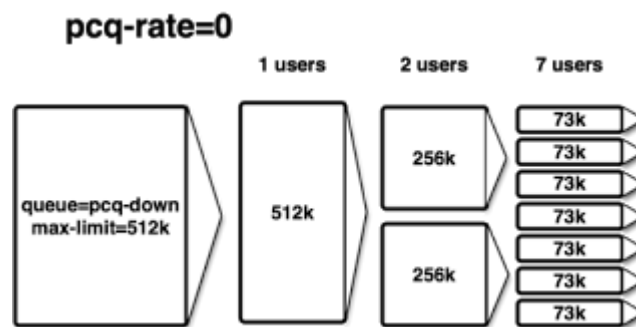 pcq-rate=0
1 users
2 users
7 users
queue=pcq-down
max-limit=512k
512k
256k
256k
73k
73k
73k
73k
73k
73k
73k